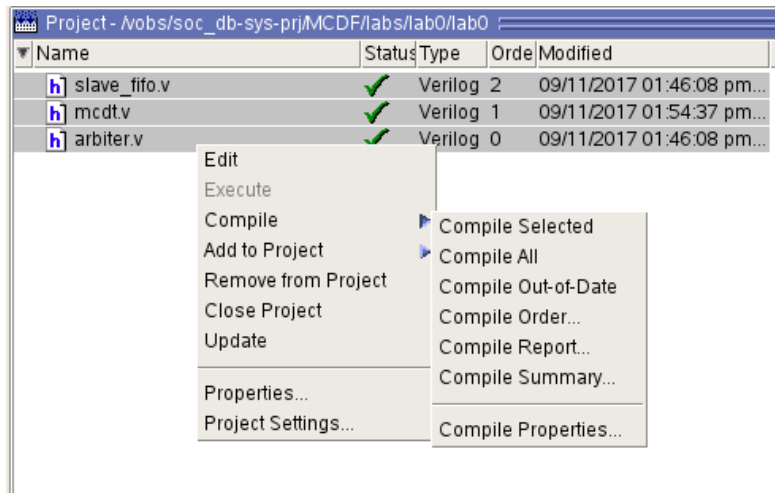 Project - /vobs/soc_db-sys-prj/MCDF/labs/lab0/lab0
Name Status Type Orde Modified
h slave_fifo.v Verilog 2 09/11/2017 01:46:08 pm...
h mcdt.v Verilog 1 09/11/2017 01:54:37 pm...
h arbiter.v Verilog 0 09/11/2017 01:46:08 pm...
Edit
Execute
Compile
Add to Project
Remove from Project
Close Project
Update
Properties...
Project Settings...
Compile Selected
Compile All
Compile Out-of-Date
Compile Order...
Compile Report...
Compile Summary...
Compile Properties...